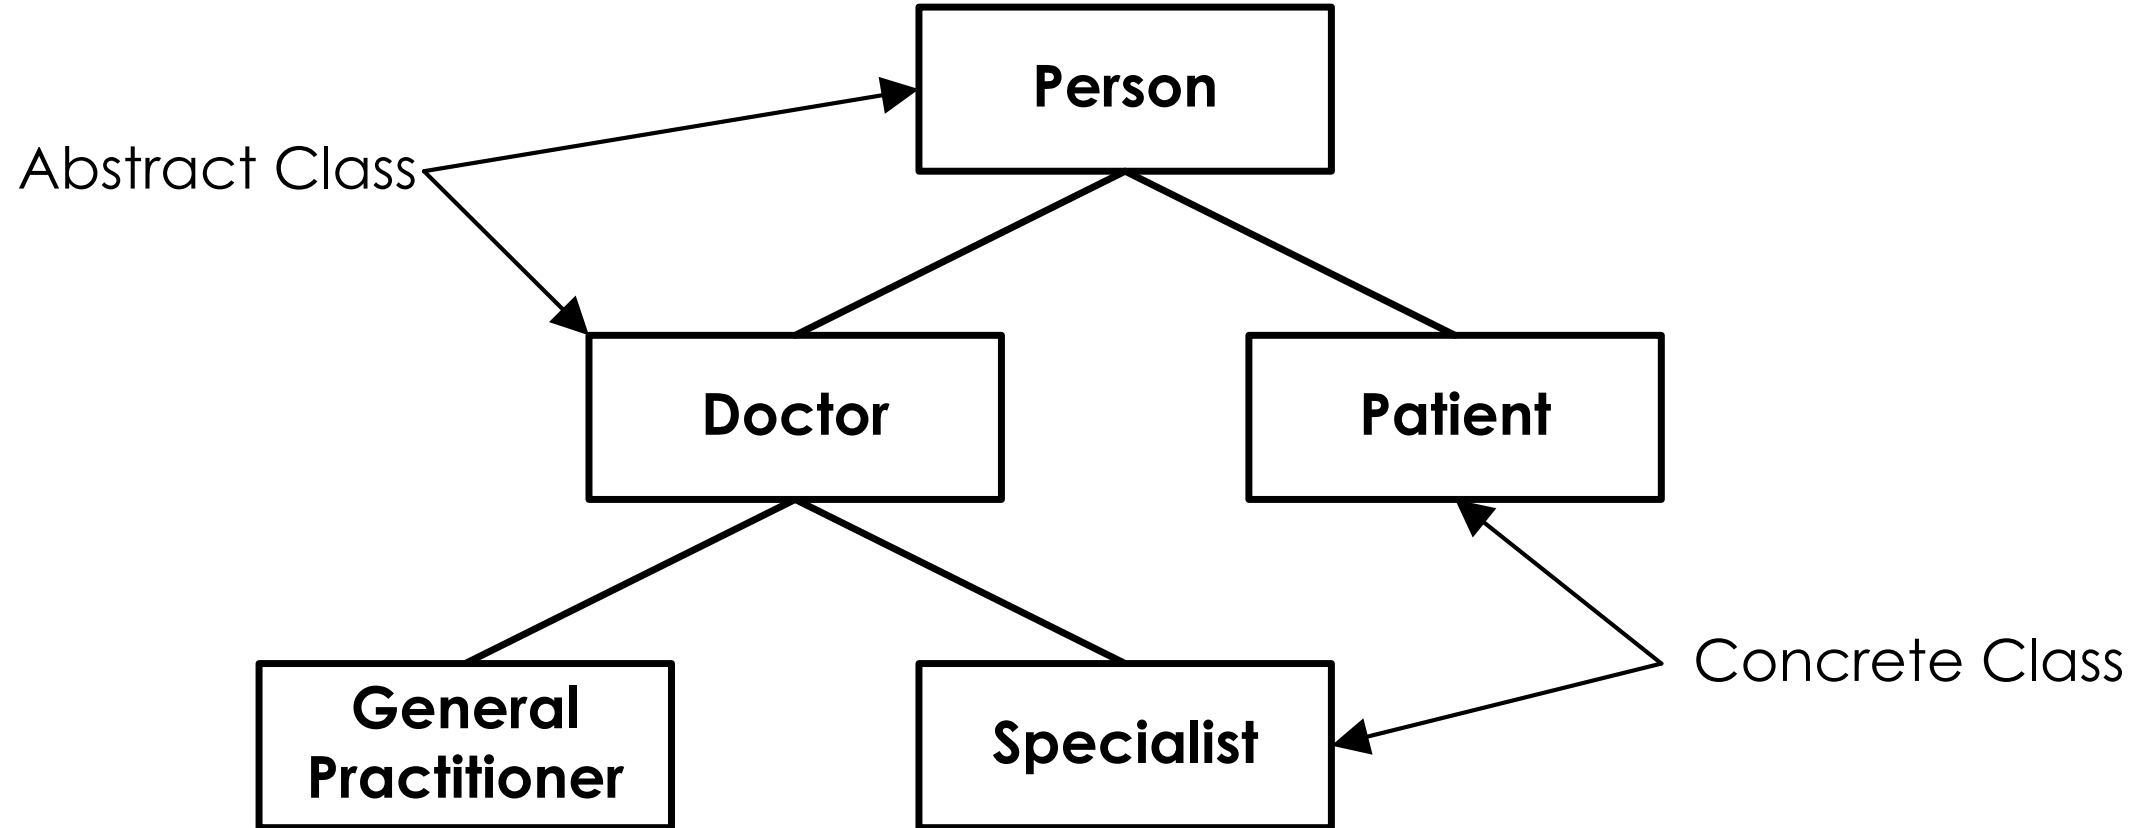 Person
Abstract Class
Doctor
Patient
Concrete Class
General
Practitioner
Specialist